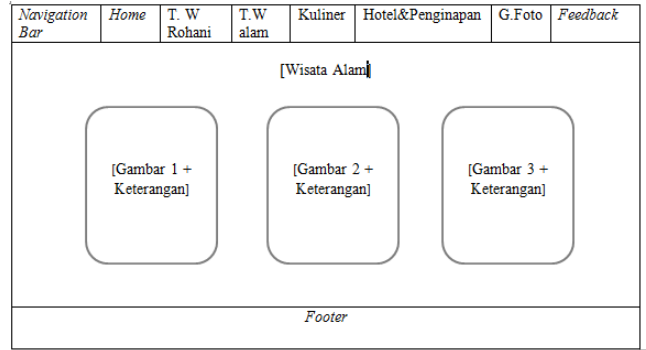 Navigation Bar
Home
T. W Rohani
T.W alam
Kuliner
Hotel&Penginapan
G.Foto
Feedback
[Wisata Alam]
[Gambar 1 +
Keterangan]
[Gambar 2 +
Keterangan]
[Gambar 3 +
Keterangan]
Footer